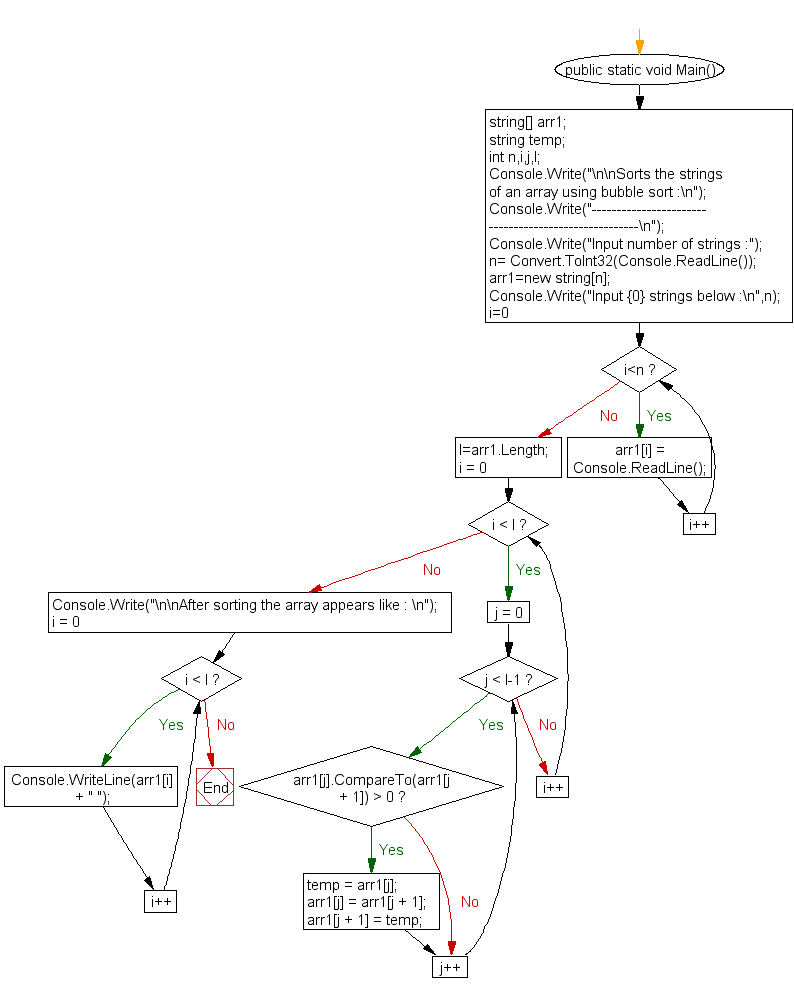 public static void Main()
string[] arr1;
string temp;
int n,i,j,l;
Console.Write("\n\nSorts the strings
of an array using bubble sort :\n");
Console.Write("-----------------------
------------------------------\n");
Console.Write("Input number of strings :");
n= Convert.ToInt32(Console.ReadLine());
arr1=new string[n];
Console.Write("Input {0} strings below :\n",n);
i=0
i<n ?
No
Yes
l=arr1.Length;
i = 0
arr1[i] =
Console.ReadLine();
i++
i < l ?
No
Yes
Console.Write("\n\nAfter sorting the array appears like : \n");
i = 0
j = 0
i < l ?
j < l-1 ?
Yes
No
Yes
No
Console.WriteLine(arr1[i]
+ " ");
End
arr1[j].CompareTo(arr1[j
+ 1]) > 0 ?
i++
Yes
temp = arr1[j];
arr1[j] = arr1[j + 1];
arr1[j + 1] = temp;
No
i++
j++